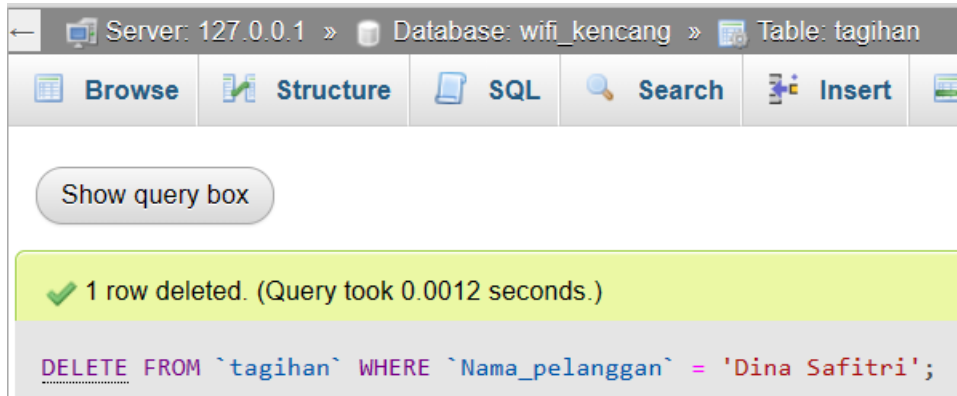 ← Server: 127.0.0.1 » Database: wifi_kencang » Table: tagihan
Browse Structure SQL Search Insert
Show query box
1 row deleted. (Query took 0.0012 seconds.)
DELETE FROM `tagihan` WHERE `Nama_pelanggan` = 'Dina Safitri';